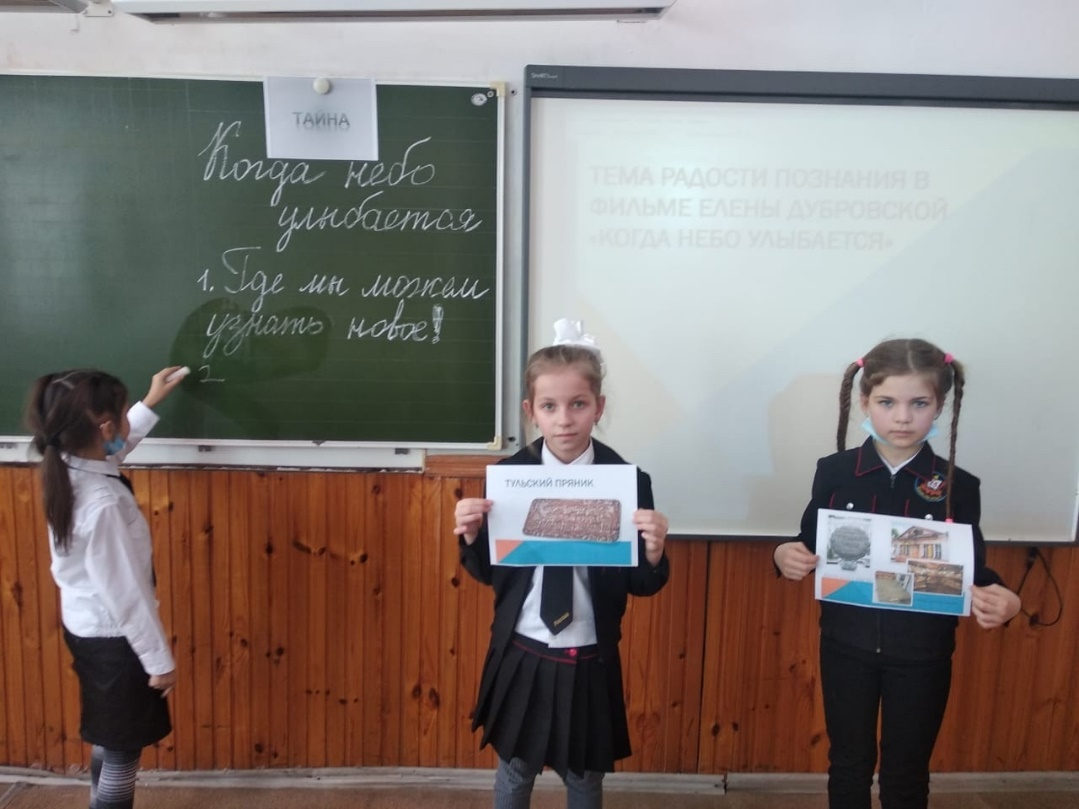 ТАЙНА
Когда небо
улыбается
1. Где мы можем
узнать новое!
2
ТЕМА РАДОСТИ ПОЗНАНИЯ В
ФИЛЬМЕ ЕЛЕНЫ ДУБРОВСКОЙ
«КОГДА НЕБО УЛЫБАЕТСЯ»
ТУЛЬСКИЙ ПРЯНИК